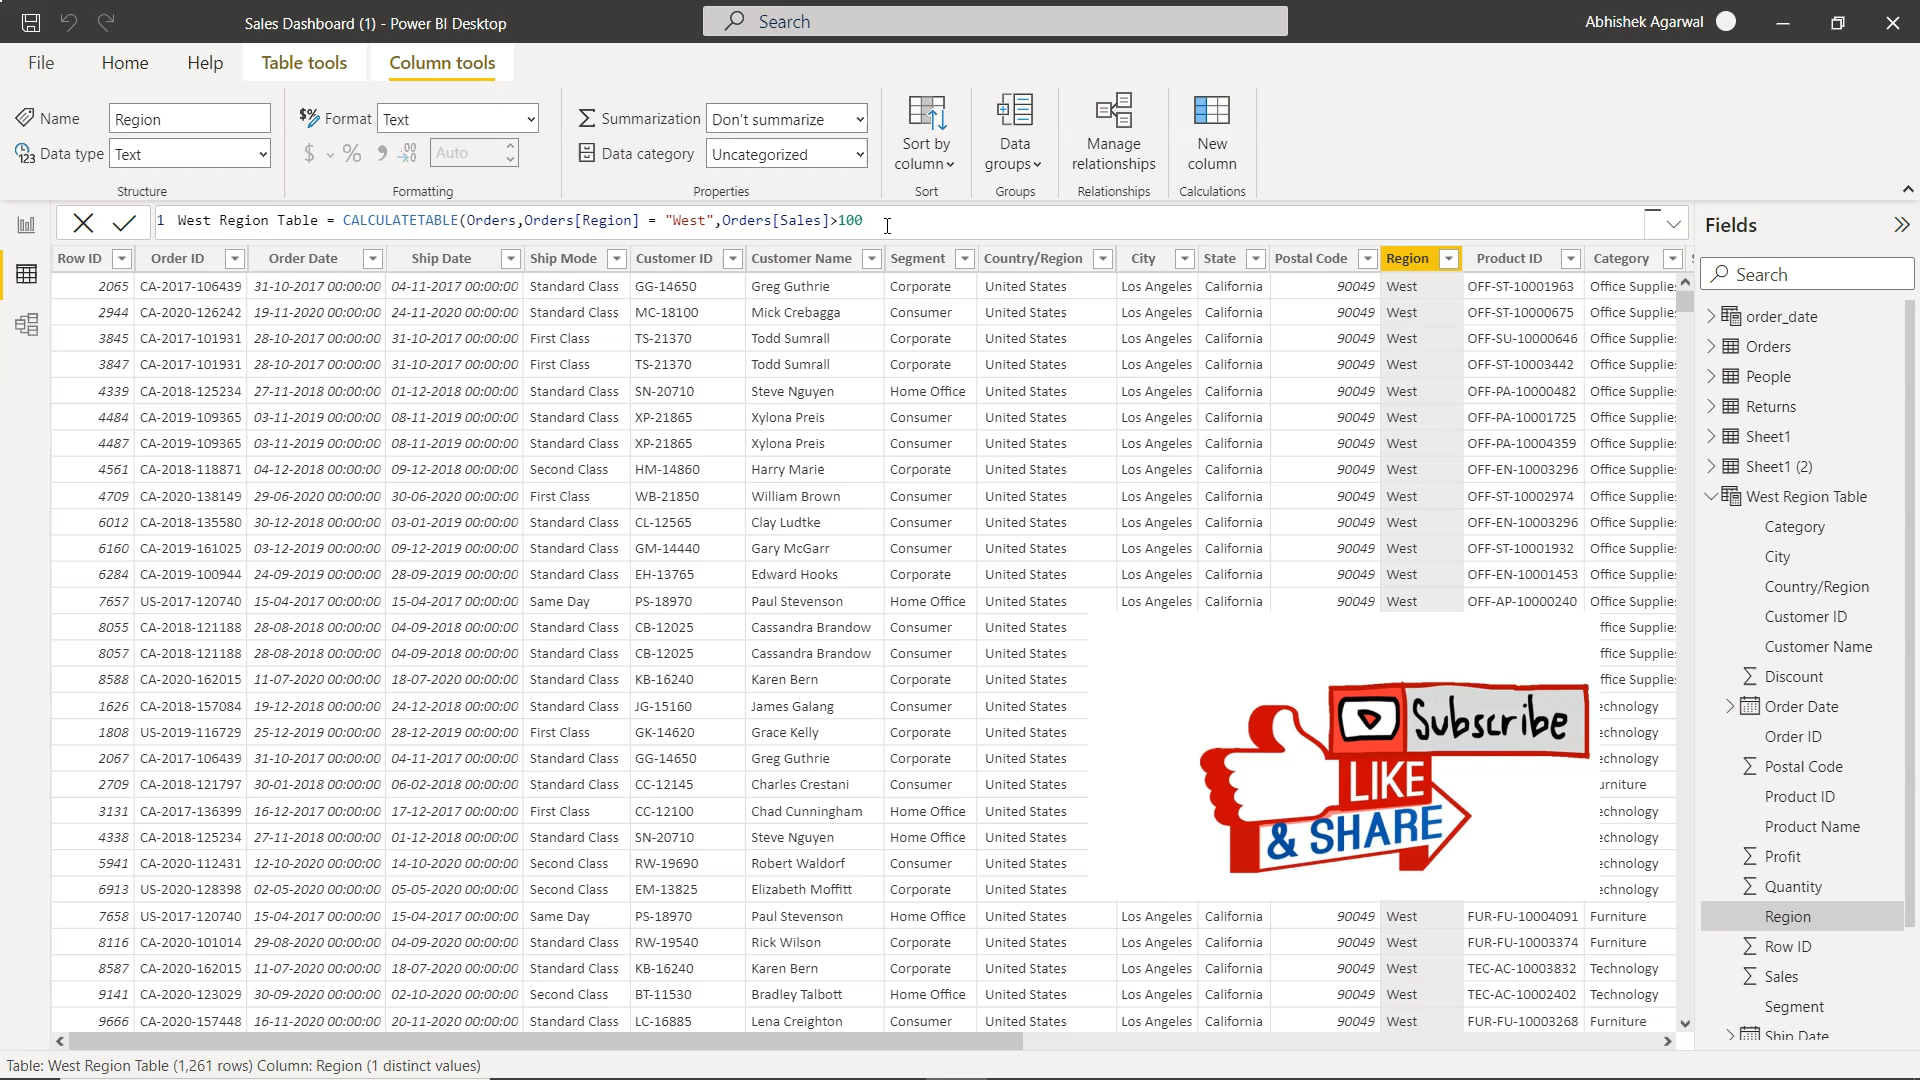 Sales Dashboard (1) - Power BI Desktop
Search
Abhishek Agarwal
File Home Help Table tools Column tools
Name Region
Data type Text
Structure
Format Text
$ % Auto
Formatting
Summarization Don't summarize
Data category Uncategorized
Properties
Sort by column
Sort
Data groups
Groups
Manage relationships
Relationships
New column
Calculations
1 West Region Table = CALCULATETABLE(Orders,Orders[Region] = "West",Orders[Sales]>100
Row ID Order ID Order Date Ship Date Ship Mode Customer ID Customer Name Segment Country/Region City State Postal Code Region Product ID Category
2065 CA-2017-106439 31-10-2017 00:00:00 04-11-2017 00:00:00 Standard Class GG-14650 Greg Guthrie Corporate United States Los Angeles California 90049 West OFF-ST-10001963 Office Supplies
2944 CA-2020-126242 19-11-2020 00:00:00 24-11-2020 00:00:00 Standard Class MC-18100 Mick Crebagga Consumer United States Los Angeles California 90049 West OFF-ST-10000675 Office Supplies
3845 CA-2017-101931 28-10-2017 00:00:00 31-10-2017 00:00:00 First Class TS-21370 Todd Sumrall Corporate United States Los Angeles California 90049 West OFF-SU-10000646 Office Supplies
3847 CA-2017-101931 28-10-2017 00:00:00 31-10-2017 00:00:00 First Class TS-21370 Todd Sumrall Corporate United States Los Angeles California 90049 West OFF-ST-10003442 Office Supplies
4339 CA-2018-125234 27-11-2018 00:00:00 01-12-2018 00:00:00 Standard Class SN-20710 Steve Nguyen Home Office United States Los Angeles California 90049 West OFF-PA-10000482 Office Supplies
4484 CA-2019-109365 03-11-2019 00:00:00 08-11-2019 00:00:00 Standard Class XP-21865 Xylona Preis Consumer United States Los Angeles California 90049 West OFF-PA-10001725 Office Supplies
4487 CA-2019-109365 03-11-2019 00:00:00 08-11-2019 00:00:00 Standard Class XP-21865 Xylona Preis Consumer United States Los Angeles California 90049 West OFF-PA-10004359 Office Supplies
4561 CA-2018-118871 04-12-2018 00:00:00 09-12-2018 00:00:00 Second Class HM-14860 Harry Marie Corporate United States Los Angeles California 90049 West OFF-EN-10003296 Office Supplies
4709 CA-2020-138149 29-06-2020 00:00:00 30-06-2020 00:00:00 First Class WB-21850 William Brown Consumer United States Los Angeles California 90049 West OFF-ST-10002974 Office Supplies
6012 CA-2018-135580 30-12-2018 00:00:00 03-01-2019 00:00:00 Standard Class CL-12565 Clay Ludtke Consumer United States Los Angeles California 90049 West OFF-EN-10003296 Office Supplies
6160 CA-2019-161025 03-12-2019 00:00:00 09-12-2019 00:00:00 Standard Class GM-14440 Gary McGarr Consumer United States Los Angeles California 90049 West OFF-ST-10001932 Office Supplies
6284 CA-2019-100944 24-09-2019 00:00:00 28-09-2019 00:00:00 Standard Class EH-13765 Edward Hooks Corporate United States Los Angeles California 90049 West OFF-EN-10001453 Office Supplies
7657 US-2017-120740 15-04-2017 00:00:00 15-04-2017 00:00:00 Same Day PS-18970 Paul Stevenson Home Office United States Los Angeles California 90049 West OFF-AP-10000240 Office Supplies
8055 CA-2018-121188 28-08-2018 00:00:00 04-09-2018 00:00:00 Standard Class CB-12025 Cassandra Brandow Consumer United States ffice Supplies
8057 CA-2018-121188 28-08-2018 00:00:00 04-09-2018 00:00:00 Standard Class CB-12025 Cassandra Brandow Consumer United States ffice Supplies
8588 CA-2020-162015 11-07-2020 00:00:00 18-07-2020 00:00:00 Standard Class KB-16240 Karen Bern Corporate United States ffice Supplies
1626 CA-2018-157084 19-12-2018 00:00:00 24-12-2018 00:00:00 Standard Class JG-15160 James Galang Consumer United States echnology
1808 US-2019-116729 25-12-2019 00:00:00 28-12-2019 00:00:00 First Class GK-14620 Grace Kelly Corporate United States echnology
2067 CA-2017-106439 31-10-2017 00:00:00 04-11-2017 00:00:00 Standard Class GG-14650 Greg Guthrie Corporate United States echnology
2709 CA-2018-121797 30-01-2018 00:00:00 06-02-2018 00:00:00 Standard Class CC-12145 Charles Crestani Consumer United States urniture
3131 CA-2017-136399 16-12-2017 00:00:00 17-12-2017 00:00:00 First Class CC-12100 Chad Cunningham Home Office United States echnology
4338 CA-2018-125234 27-11-2018 00:00:00 01-12-2018 00:00:00 Standard Class SN-20710 Steve Nguyen Home Office United States echnology
5941 CA-2020-112431 12-10-2020 00:00:00 14-10-2020 00:00:00 Second Class RW-19690 Robert Waldorf Consumer United States echnology
6913 US-2020-128398 02-05-2020 00:00:00 05-05-2020 00:00:00 Second Class EM-13825 Elizabeth Moffitt Corporate United States echnology
7658 US-2017-120740 15-04-2017 00:00:00 15-04-2017 00:00:00 Same Day PS-18970 Paul Stevenson Home Office United States Los Angeles California 90049 West FUR-FU-10004091 Furniture
8116 CA-2020-101014 29-08-2020 00:00:00 04-09-2020 00:00:00 Standard Class RW-19540 Rick Wilson Corporate United States Los Angeles California 90049 West FUR-FU-10003374 Furniture
8587 CA-2020-162015 11-07-2020 00:00:00 18-07-2020 00:00:00 Standard Class KB-16240 Karen Bern Corporate United States Los Angeles California 90049 West TEC-AC-10003832 Technology
9141 CA-2020-123029 30-09-2020 00:00:00 02-10-2020 00:00:00 Second Class BT-11530 Bradley Talbott Home Office United States Los Angeles California 90049 West TEC-AC-10002402 Technology
9666 CA-2020-157448 16-11-2020 00:00:00 20-11-2020 00:00:00 Standard Class LC-16885 Lena Creighton Consumer United States Los Angeles California 90049 West FUR-FU-10003268 Furniture
Subscribe
LIKE
& SHARE
Fields
Search
order_date
Orders
People
Returns
Sheet1
Sheet1 (2)
West Region Table
Category
City
Country/Region
Customer ID
Customer Name
Discount
Order Date
Order ID
Postal Code
Product ID
Product Name
Profit
Quantity
Region
Row ID
Sales
Segment
Ship Date
Table: West Region Table (1,261 rows) Column: Region (1 distinct values)